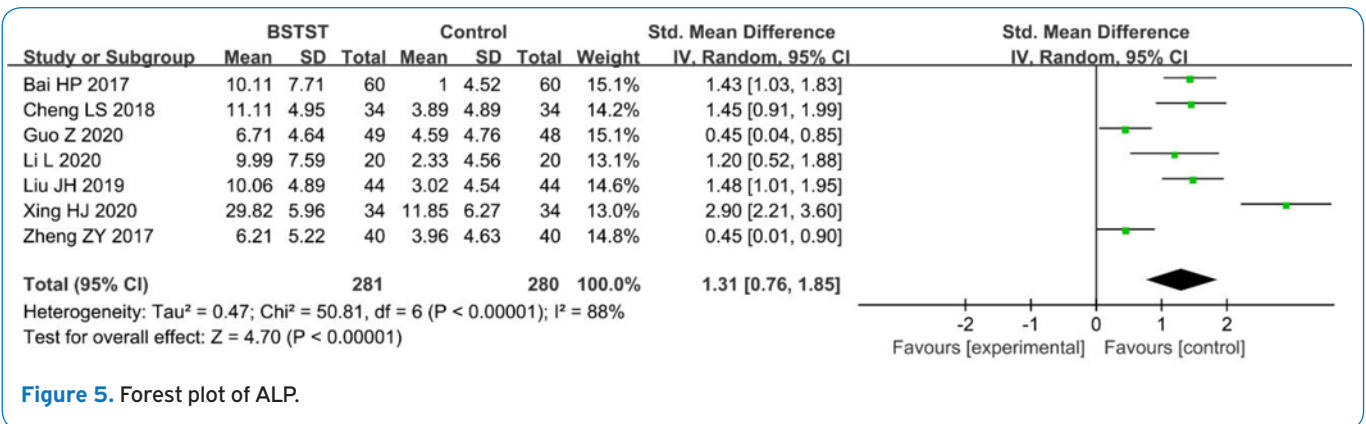 BSTST Control Std. Mean Difference Std. Mean Difference
Study or Subgroup Mean SD Total Mean SD Total Weight IV, Random, 95% CI IV, Random, 95% CI
Bai HP 2017 10.11 7.71 60 1 4.52 60 15.1% 1.43 [1.03, 1.83]
Cheng LS 2018 11.11 4.95 34 3.89 4.89 34 14.2% 1.45 [0.91, 1.99]
Guo Z 2020 6.71 4.64 49 4.59 4.76 48 15.1% 0.45 [0.04, 0.85]
Li L 2020 9.99 7.59 20 2.33 4.56 20 13.1% 1.20 [0.52, 1.88]
Liu JH 2019 10.06 4.89 44 3.02 4.54 44 14.6% 1.48 [1.01, 1.95]
Xing HJ 2020 29.82 5.96 34 11.85 6.27 34 13.0% 2.90 [2.21, 3.60]
Zheng ZY 2017 6.21 5.22 40 3.96 4.63 40 14.8% 0.45 [0.01, 0.90]
Total (95% CI) 281 280 100.0% 1.31 [0.76, 1.85]
Heterogeneity: Tau² = 0.47; Chi² = 50.81, df = 6 (P < 0.00001); I² = 88%
Test for overall effect: Z = 4.70 (P < 0.00001)
-2 -1 0 1 2
Favours [experimental] Favours [control]
Figure 5. Forest plot of ALP.